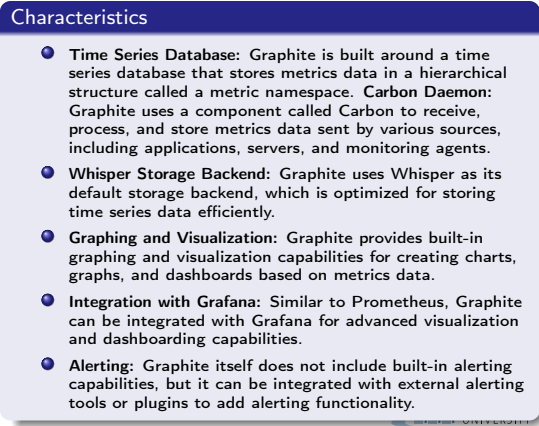 Characteristics
Time Series Database: Graphite is built around a time
series database that stores metrics data in a hierarchical
structure called a metric namespace. Carbon Daemon:
Graphite uses a component called Carbon to receive,
process, and store metrics data sent by various sources,
including applications, servers, and monitoring agents.
Whisper Storage Backend: Graphite uses Whisper as its
default storage backend, which is optimized for storing
time series data efficiently.
Graphing and Visualization: Graphite provides built-in
graphing and visualization capabilities for creating charts,
graphs, and dashboards based on metrics data.
Integration with Grafana: Similar to Prometheus, Graphite
can be integrated with Grafana for advanced visualization
and dashboarding capabilities.
Alerting: Graphite itself does not include built-in alerting
capabilities, but it can be integrated with external alerting
tools or plugins to add alerting functionality.
UNIVERSITY